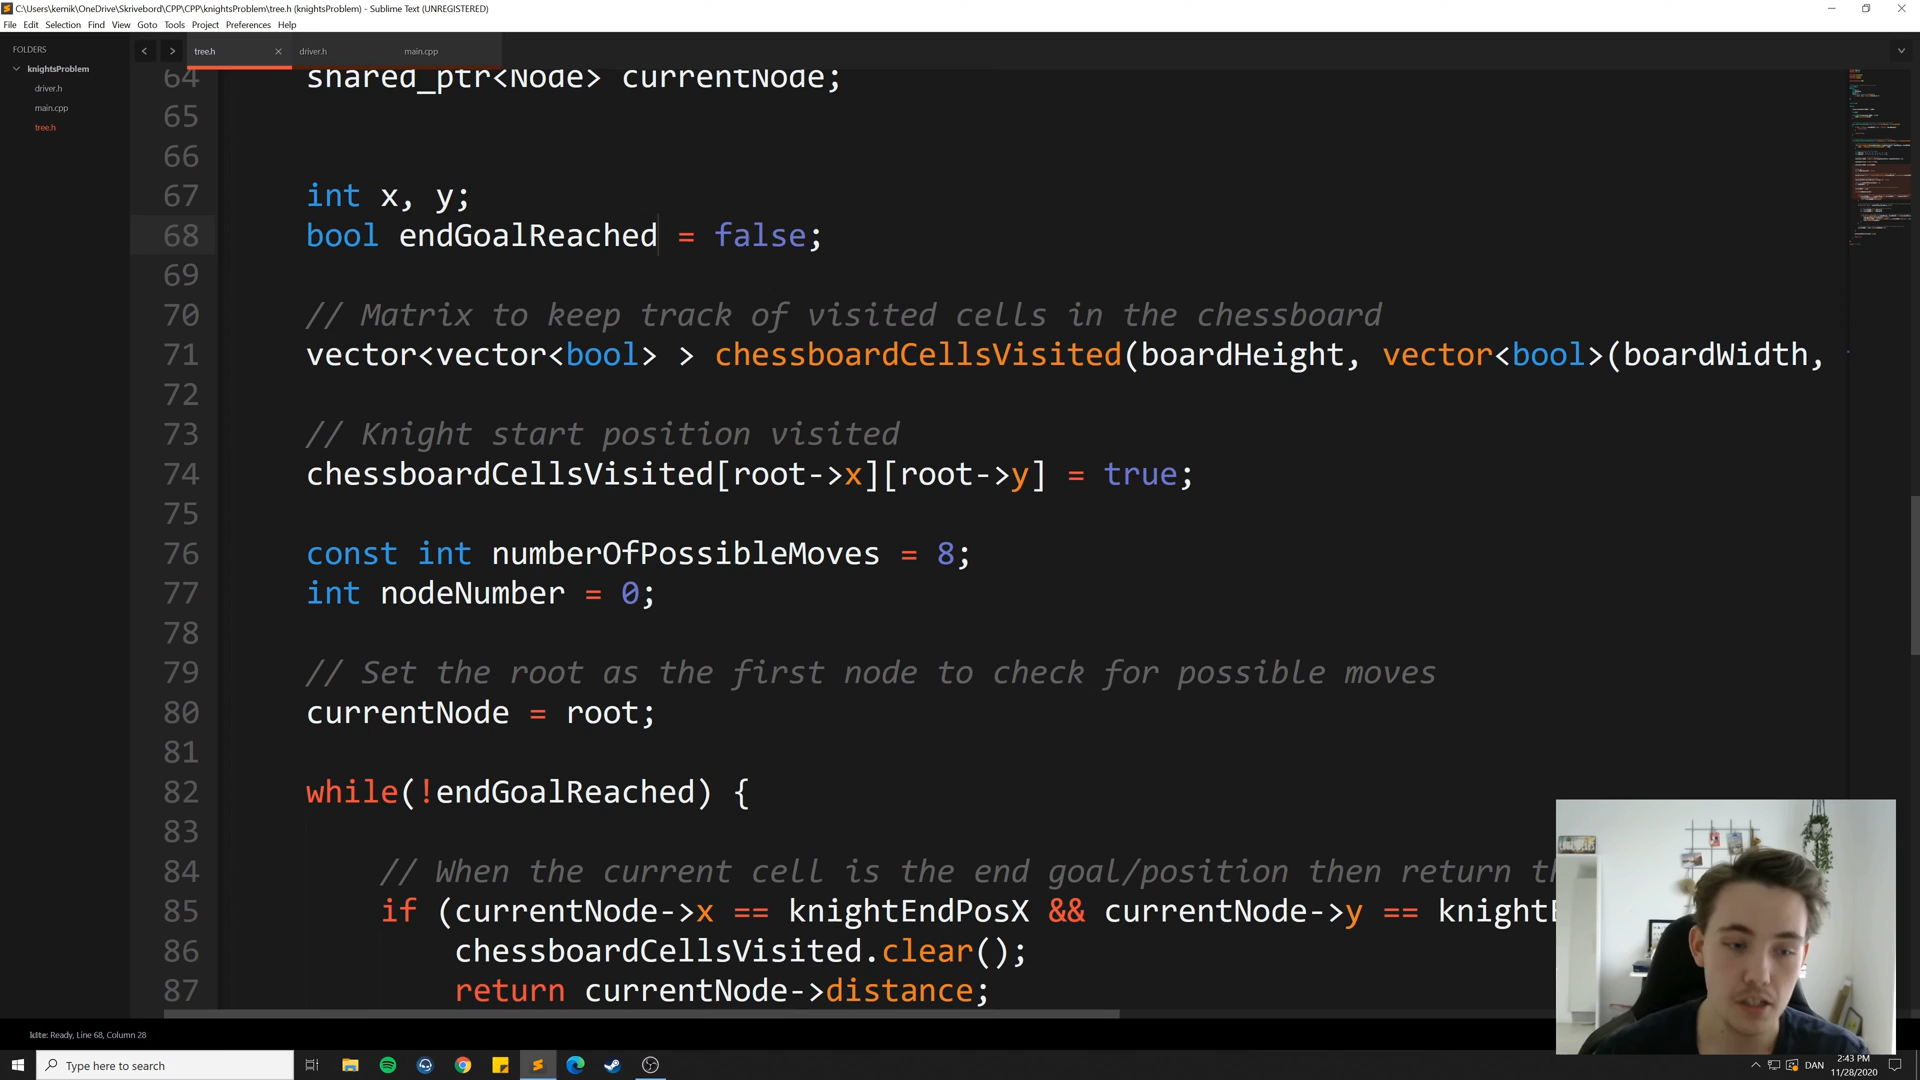 C:\Users\kemik\OneDrive\Skrivebord\CPP\CPP\knightsProblem\tree.h (knightsProblem) - Sublime Text (UNREGISTERED)
File Edit Selection Find View Goto Tools Project Preferences Help
FOLDERS
knightsProblem
driver.h
main.cpp
tree.h
tree.h driver.h main.cpp
64 shared_ptr<Node> currentNode;
65
66
67 int x, y;
68 bool endGoalReached = false;
69
70 // Matrix to keep track of visited cells in the chessboard
71 vector<vector<bool> > chessboardCellsVisited(boardHeight, vector<bool>(boardWidth,
72
73 // Knight start position visited
74 chessboardCellsVisited[root->x][root->y] = true;
75
76 const int numberOfPossibleMoves = 8;
77 int nodeNumber = 0;
78
79 // Set the root as the first node to check for possible moves
80 currentNode = root;
81
82 while(!endGoalReached) {
83
84 // When the current cell is the end goal/position then return th
85 if (currentNode->x == knightEndPosX && currentNode->y == knightE
86 chessboardCellsVisited.clear();
87 return currentNode->distance;
kite: Ready, Line 68, Column 28
Type here to search
DAN
2:43 PM
11/28/2020